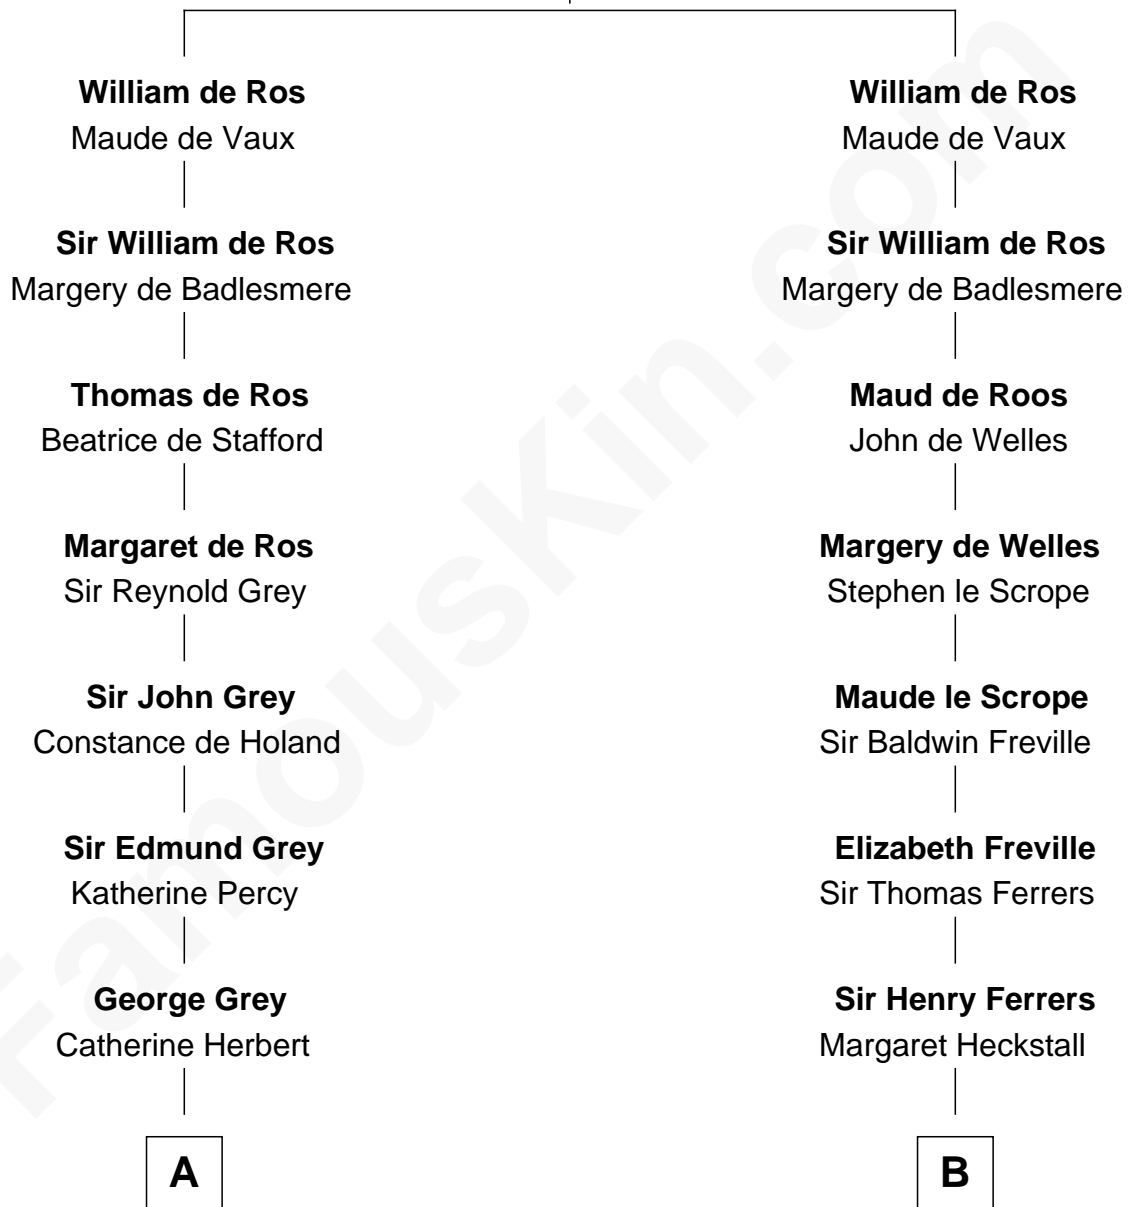 William de Ros
Maude de Vaux
Sir William de Ros
Margery de Badlesmere
Thomas de Ros
Beatrice de Stafford
Margaret de Ros
Sir Reynold Grey
Sir John Grey
Constance de Holand
Sir Edmund Grey
Katherine Percy
George Grey
Catherine Herbert
A
William de Ros
Maude de Vaux
Sir William de Ros
Margery de Badlesmere
Maud de Roos
John de Welles
Margery de Welles
Stephen le Scrope
Maude le Scrope
Sir Baldwin Freville
Elizabeth Freville
Sir Thomas Ferrers
Sir Henry Ferrers
Margaret Heckstall
B
FamousKin.com